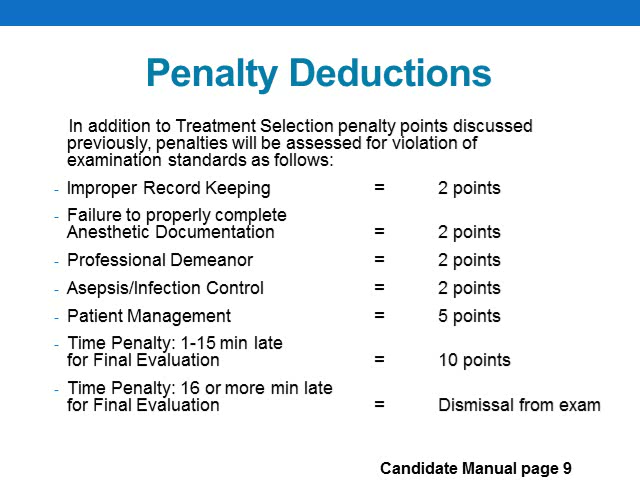 Penalty Deductions
In addition to Treatment Selection penalty points discussed
previously, penalties will be assessed for violation of
examination standards as follows:
- Improper Record Keeping = 2 points
- Failure to properly complete
Anesthetic Documentation = 2 points
- Professional Demeanor = 2 points
- Asepsis/Infection Control = 2 points
- Patient Management = 5 points
- Time Penalty: 1-15 min late
for Final Evaluation = 10 points
- Time Penalty: 16 or more min late
for Final Evaluation = Dismissal from exam
Candidate Manual page 9